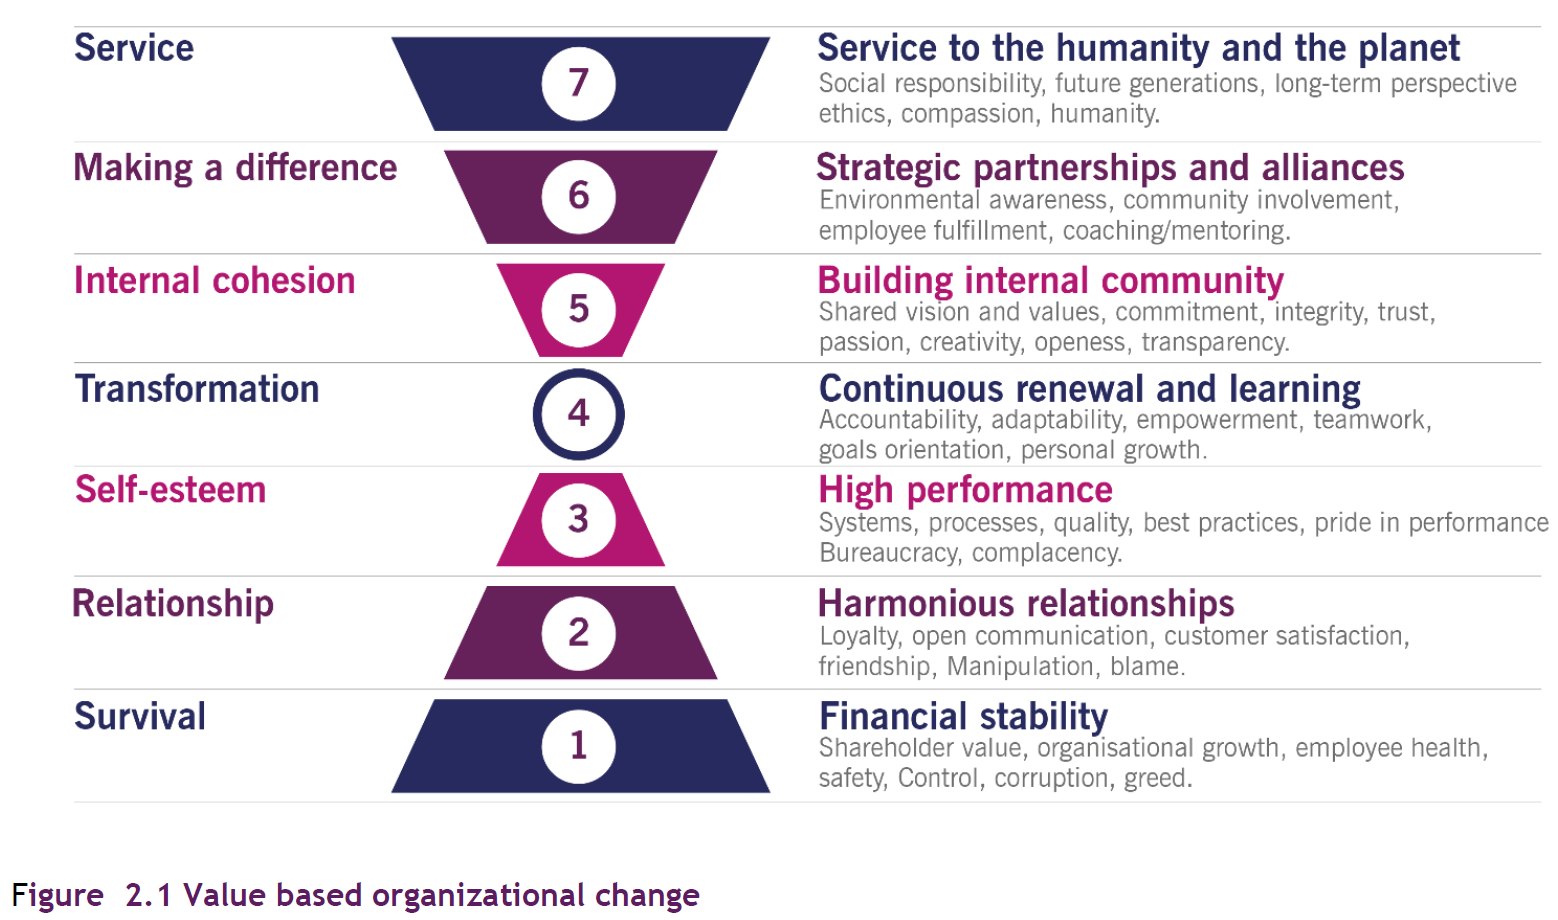 Service
7
Service to the humanity and the planet
Social responsibility, future generations, long-term perspective
ethics, compassion, humanity.
Making a difference
6
Strategic partnerships and alliances
Environmental awareness, community involvement,
employee fulfillment, coaching/mentoring.
Internal cohesion
5
Building internal community
Shared vision and values, commitment, integrity, trust,
passion, creativity, openess, transparency.
Transformation
4
Continuous renewal and learning
Accountability, adaptability, empowerment, teamwork,
goals orientation, personal growth.
Self-esteem
3
High performance
Systems, processes, quality, best practices, pride in performance
Bureaucracy, complacency.
Relationship
2
Harmonious relationships
Loyalty, open communication, customer satisfaction,
friendship, Manipulation, blame.
Survival
1
Financial stability
Shareholder value, organisational growth, employee health,
safety, Control, corruption, greed.
Figure 2.1 Value based organizational change